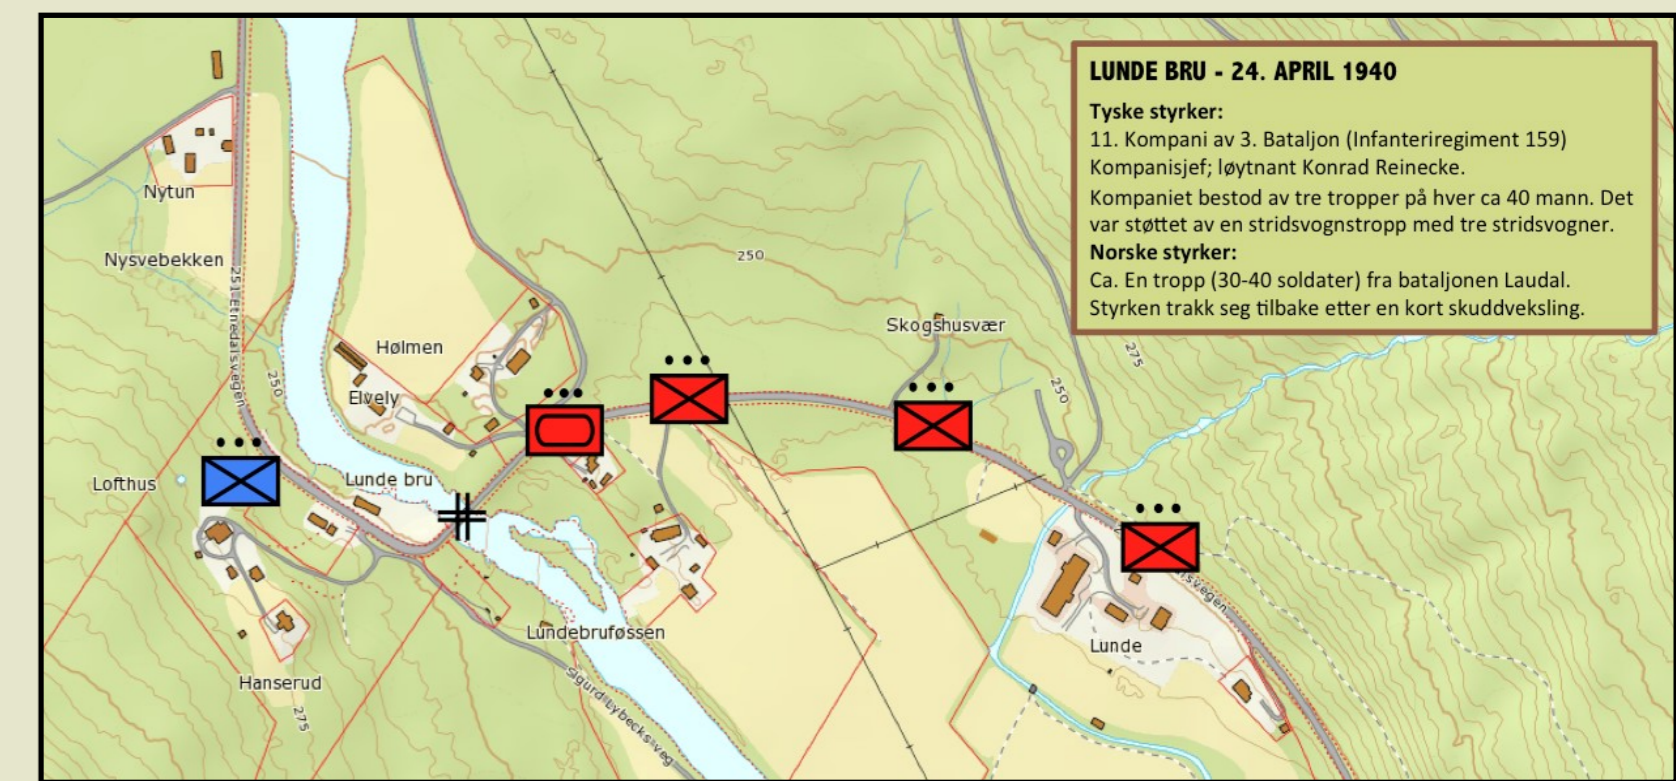 LUNDE BRU - 24. APRIL 1940
Tyske styrker:
11. Kompani av 3. Bataljon (Infanteriregiment 159)
Kompanisjef; løytnant Konrad Reinecke.
Kompaniet bestod av tre tropper på hver ca 40 mann. Det
var støttet av en stridsvognstropp med tre stridsvogner.
Norske styrker:
Ca. En tropp (30-40 soldater) fra bataljonen Laudal.
Styrken trakk seg tilbake etter en kort skuddveksling.
Nytun
Nysvebekken
251 Etnedalsvegen
250
Hølmen
Elvely
250
Skogshusvær
275
250
Lofthus
Lunde bru
Lundebrufossen
Hanserud
275
Sigurd Lybecks veg
Lunde